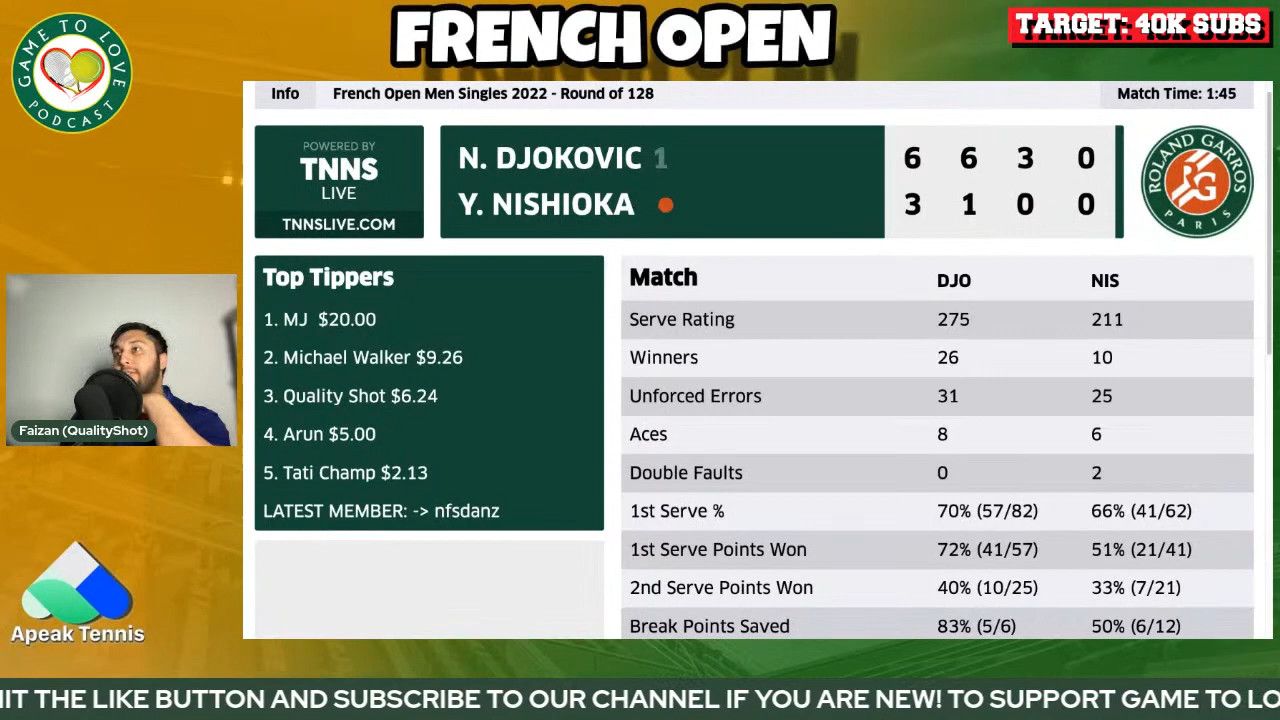 GAME TO LOVE
PODCAST
FRENCH OPEN
TARGET: 40K SUBS
Info French Open Men Singles 2022 - Round of 128 Match Time: 1:45
POWERED BY
TNNS
LIVE
TNNSLIVE.COM
N. DJOKOVIC 1 6 6 3 0
Y. NISHIOKA 3 1 0 0
ROLAND GARROS
RG
PARIS
Top Tippers
1. MJ $20.00
2. Michael Walker $9.26
3. Quality Shot $6.24
4. Arun $5.00
5. Tati Champ $2.13
LATEST MEMBER: -> nfsdanz
Match DJO NIS
Serve Rating 275 211
Winners 26 10
Unforced Errors 31 25
Aces 8 6
Double Faults 0 2
1st Serve % 70% (57/82) 66% (41/62)
1st Serve Points Won 72% (41/57) 51% (21/41)
2nd Serve Points Won 40% (10/25) 33% (7/21)
Break Points Saved 83% (5/6) 50% (6/12)
Faizan (QualityShot)
Apeak Tennis
HIT THE LIKE BUTTON AND SUBSCRIBE TO OUR CHANNEL IF YOU ARE NEW! TO SUPPORT GAME TO LO